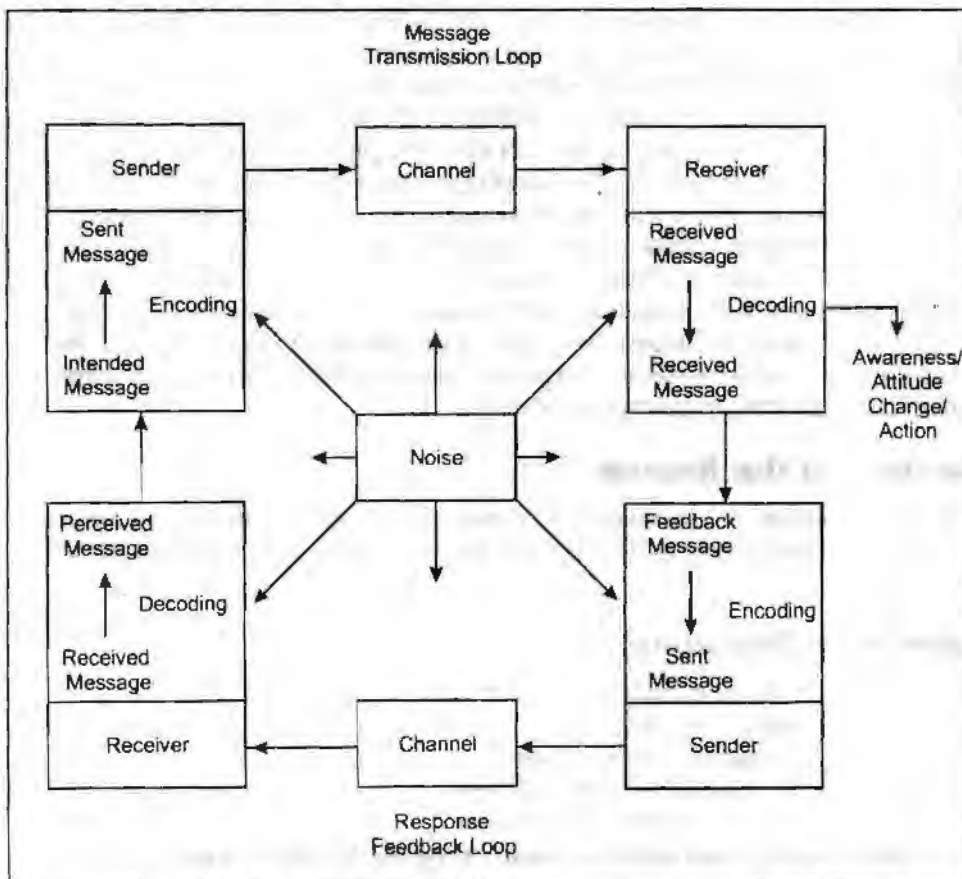 Message
Transmission Loop
Sender
Channel
Receiver
Sent
Message
Encoding
Intended Message
Received
Message
Decoding
Received
Message
Awareness/
Attitude
Change/
Action
Noise
Perceived
Message
Decoding
Received
Message
Feedback
Message
Encoding
Sent
Message
Receiver
Channel
Sender
Response
Feedback Loop